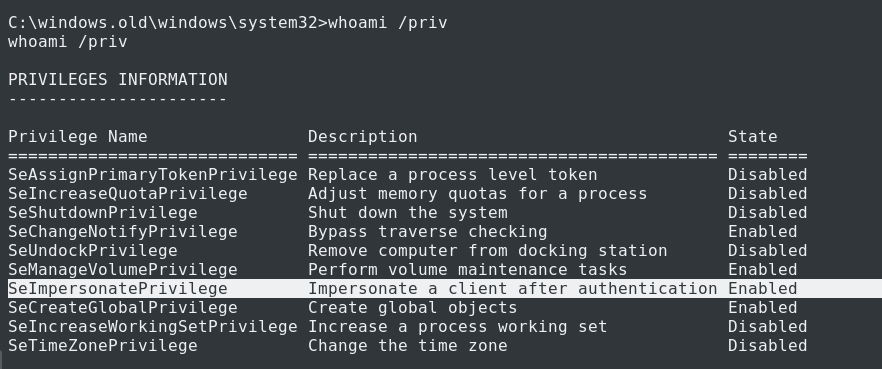 C:\windows.old\windows\system32>whoami /priv
whoami /priv
PRIVILEGES INFORMATION
----------------------
Privilege Name                Description                               State
============================= ========================================= ========
SeAssignPrimaryTokenPrivilege Replace a process level token             Disabled
SeIncreaseQuotaPrivilege      Adjust memory quotas for a process        Disabled
SeShutdownPrivilege           Shut down the system                      Disabled
SeChangeNotifyPrivilege       Bypass traverse checking                  Enabled
SeUndockPrivilege             Remove computer from docking station      Disabled
SeManageVolumePrivilege       Perform volume maintenance tasks          Enabled
SeImpersonatePrivilege        Impersonate a client after authentication Enabled
SeCreateGlobalPrivilege       Create global objects                     Enabled
SeIncreaseWorkingSetPrivilege Increase a process working set            Disabled
SeTimeZonePrivilege           Change the time zone                      Disabled